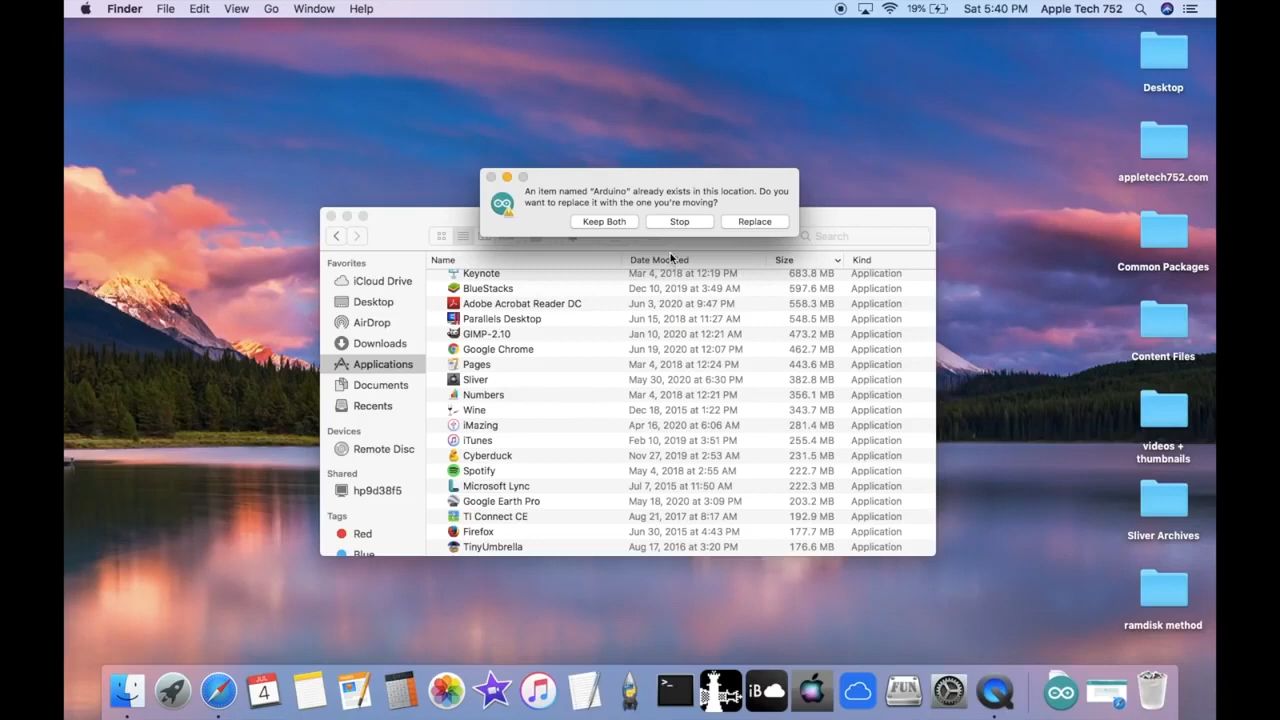 Finder File Edit View Go Window Help 19% Sat 5:40 PM Apple Tech 752
Desktop
appletech752.com
Common Packages
Content Files
videos +
thumbnails
Sliver Archives
ramdisk method
An item named “Arduino” already exists in this location. Do you
want to replace it with the one you're moving?
Keep Both Stop Replace
Search
Favorites
iCloud Drive
Desktop
AirDrop
Downloads
Applications
Documents
Recents
Devices
Remote Disc
Shared
hp9d38f5
Tags
Red
Blue
Name Date Modified Size Kind
Keynote Mar 4, 2018 at 12:19 PM 683.8 MB Application
BlueStacks Dec 10, 2019 at 3:49 AM 597.6 MB Application
Adobe Acrobat Reader DC Jun 3, 2020 at 9:47 PM 558.3 MB Application
Parallels Desktop Jun 15, 2018 at 11:27 AM 548.5 MB Application
GIMP-2.10 Jan 10, 2020 at 12:21 AM 473.2 MB Application
Google Chrome Jun 19, 2020 at 12:07 PM 462.7 MB Application
Pages Mar 4, 2018 at 12:24 PM 443.6 MB Application
Sliver May 30, 2020 at 6:30 PM 382.8 MB Application
Numbers Mar 4, 2018 at 12:21 PM 356.1 MB Application
Wine Dec 18, 2015 at 1:22 PM 343.7 MB Application
iMazing Apr 16, 2020 at 6:06 AM 281.4 MB Application
iTunes Feb 10, 2019 at 3:51 PM 255.4 MB Application
Cyberduck Nov 27, 2019 at 2:53 AM 231.5 MB Application
Spotify May 4, 2018 at 2:55 AM 222.7 MB Application
Microsoft Lync Jul 7, 2015 at 11:50 AM 222.3 MB Application
Google Earth Pro May 18, 2020 at 3:09 PM 203.2 MB Application
TI Connect CE Aug 21, 2017 at 8:17 AM 192.9 MB Application
Firefox Jun 30, 2015 at 4:43 PM 177.7 MB Application
TinyUmbrella Aug 17, 2016 at 3:20 PM 176.6 MB Application
JUL
4
iB
FUN